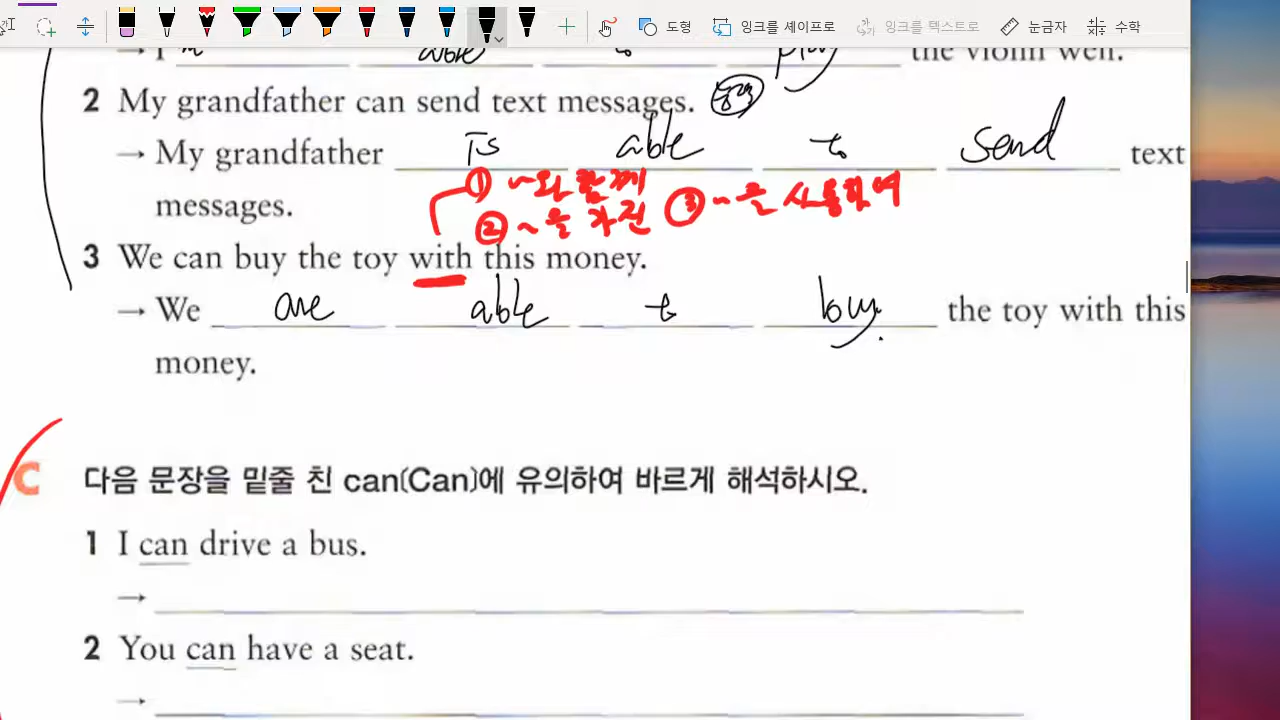 도형 잉크를 셰이프로 잉크를 텍스트로 눈금자 수학
→ I able to play the violin well.
2 My grandfather can send text messages. 동의
→ My grandfather is able to send text
① ~와 함께
② ~을 가진 ③ ~을 사용하여
messages.
3 We can buy the toy with this money.
→ We are able to buy the toy with this
money.
C 다음 문장을 밑줄 친 can(Can)에 유의하여 바르게 해석하시오.
1 I can drive a bus.
→
2 You can have a seat.
→